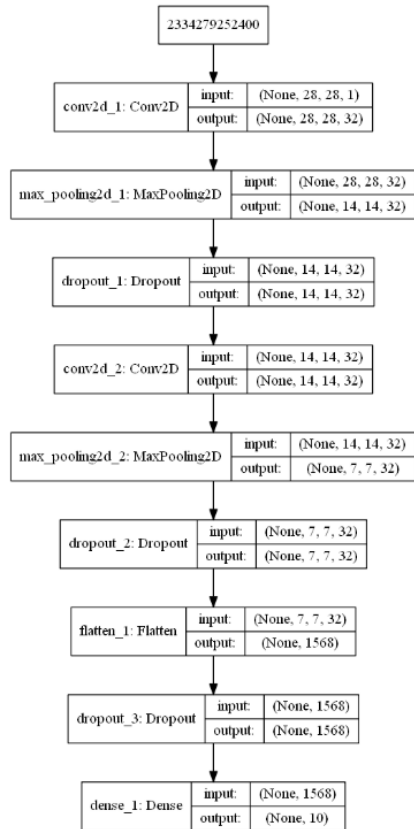 2334279252400
conv2d_1: Conv2D
input: (None, 28, 28, 1)
output: (None, 28, 28, 32)
max_pooling2d_1: MaxPooling2D
input: (None, 28, 28, 32)
output: (None, 14, 14, 32)
dropout_1: Dropout
input: (None, 14, 14, 32)
output: (None, 14, 14, 32)
conv2d_2: Conv2D
input: (None, 14, 14, 32)
output: (None, 14, 14, 32)
max_pooling2d_2: MaxPooling2D
input: (None, 14, 14, 32)
output: (None, 7, 7, 32)
dropout_2: Dropout
input: (None, 7, 7, 32)
output: (None, 7, 7, 32)
flatten_1: Flatten
input: (None, 7, 7, 32)
output: (None, 1568)
dropout_3: Dropout
input: (None, 1568)
output: (None, 1568)
dense_1: Dense
input: (None, 1568)
output: (None, 10)